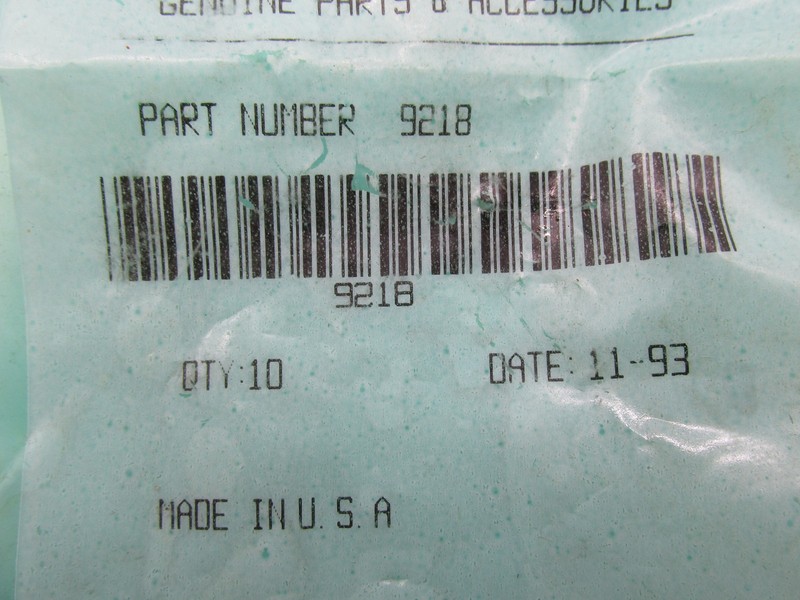 GENUINE PARTS & ACCESSORIES
PART NUMBER 9218
9218
QTY:10 DATE: 11-93
MADE IN U.S.A